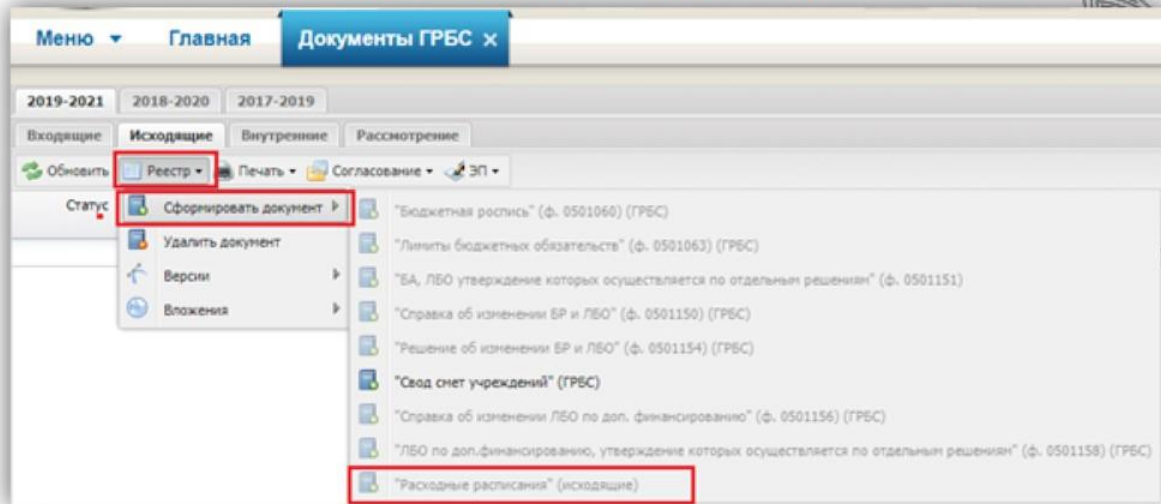 Меню Главная Документы ГРБС ×
2019-2021 2018-2020 2017-2019
Входящие Исходящие Внутренние Рассмотрение
Обновить Реестр Печать Согласование ЭП
Статус
Сформировать документ
Удалить документ
Версии
Вложения
"Бюджетная роспись" (ф. 0501060) (ГРБС)
"Лимиты бюджетных обязательств" (ф. 0501063) (ГРБС)
"БА, ЛБО утверждение которых осуществляется по отдельным решениям" (ф. 0501151)
"Справка об изменении БР и ЛБО" (ф. 0501150) (ГРБС)
"Решение об изменении БР и ЛБО" (ф. 0501154) (ГРБС)
"Свод смет учреждений" (ГРБС)
"Справка об изменении ЛБО по доп. финансированию" (ф. 0501156) (ГРБС)
"ЛБО по доп.финансированию, утверждение которых осуществляется по отдельным решениям" (ф. 0501158) (ГРБС)
"Расходные расписания" (исходящие)